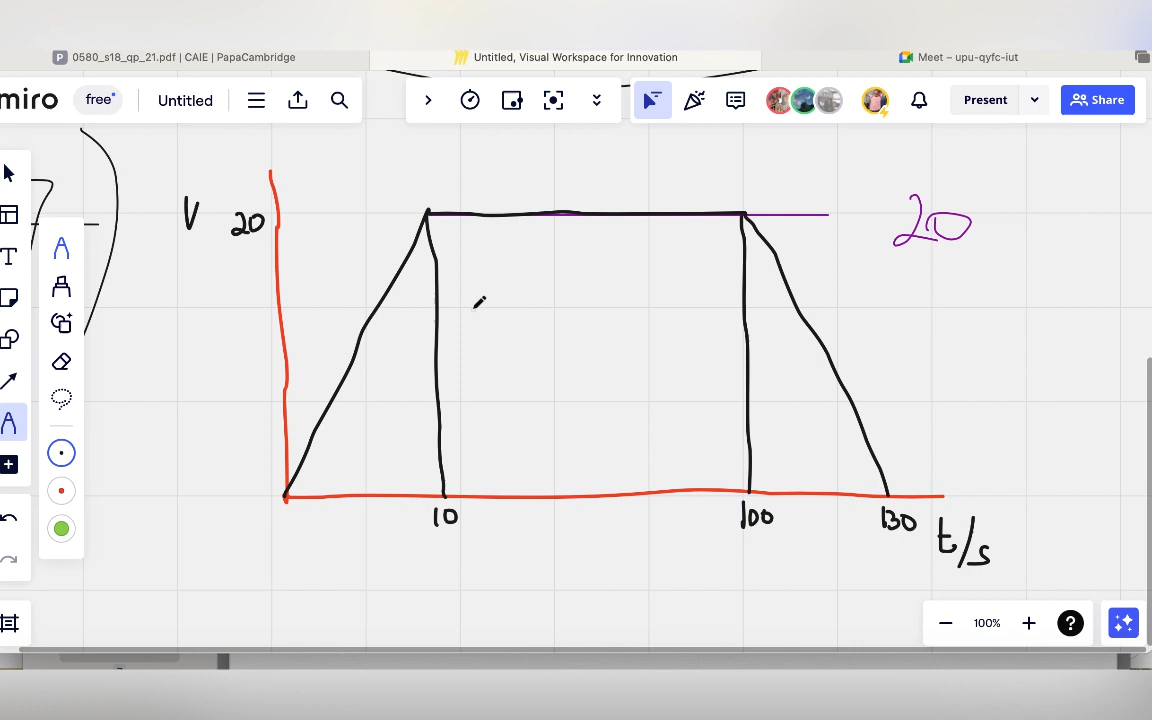 0580_s18_qp_21.pdf | CAIE | PapaCambridge
Untitled, Visual Workspace for Innovation
Meet – upu-qyfc-iut
miro
free
Untitled
Present
Share
V
20
20
10
100
130
t/s
100%
?